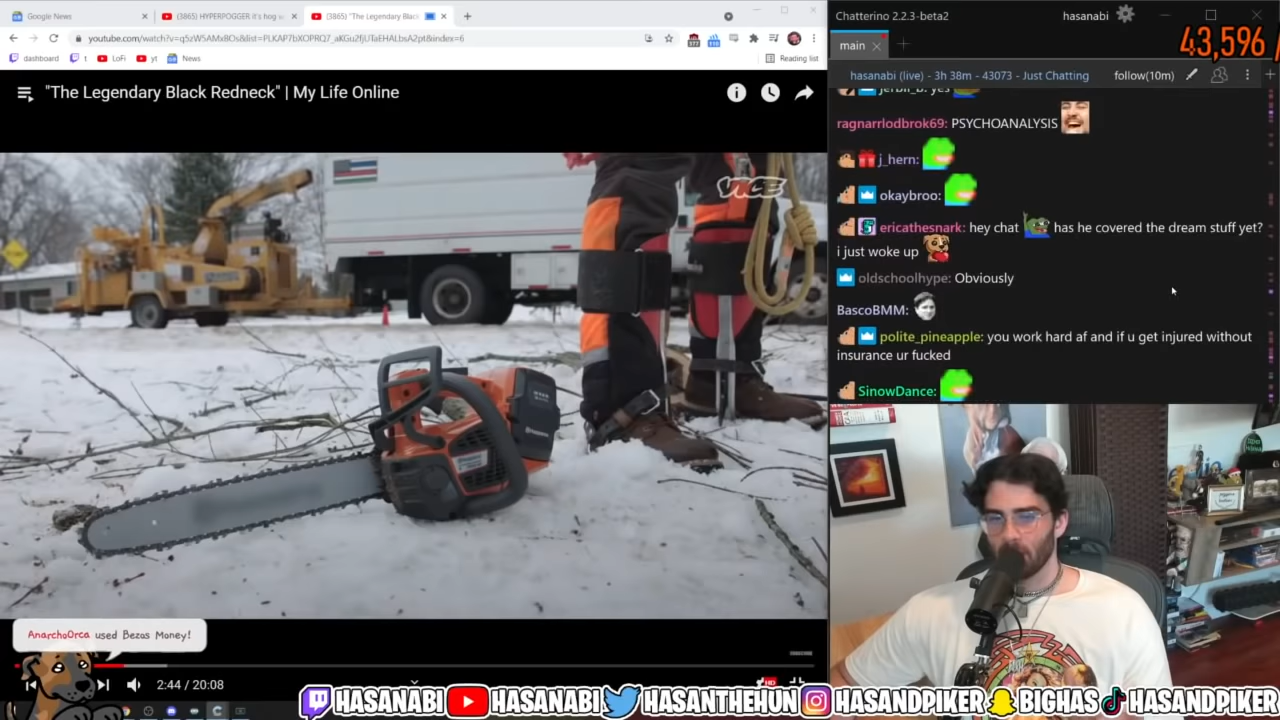 Google News
(3865) HYPERPOGGER it's hog u
(3865) "The Legendary Black
youtube.com/watch?v=q5zW5AMxBOs&list=PLKAP7bXOPRQ7_aKGu2fjUTaEHALbsA2pt&index=6
dashboard
t
LoFi
yt
News
Reading list
"The Legendary Black Redneck" | My Life Online
VICE
AnarchoOrca used Bezos Money!
2:44 / 20:08
HD
Chatterino 2.2.3-beta2
hasanabi
43,596 /
main
hasanabi (live) - 3h 38m - 43073 - Just Chatting
follow(10m)
jerbil_b: yes
ragnarrlodbrok69: PSYCHOANALYSIS
j_hern:
okaybroo:
ericathesnark: hey chat has he covered the dream stuff yet?
i just woke up
oldschoolhype: Obviously
BascoBMM:
polite_pineapple: you work hard af and if u get injured without
insurance ur fucked
SinowDance:
HASANABI HASANABI HASANTHEHUN HASANDPIKER BIGHAS HASANDPIKER